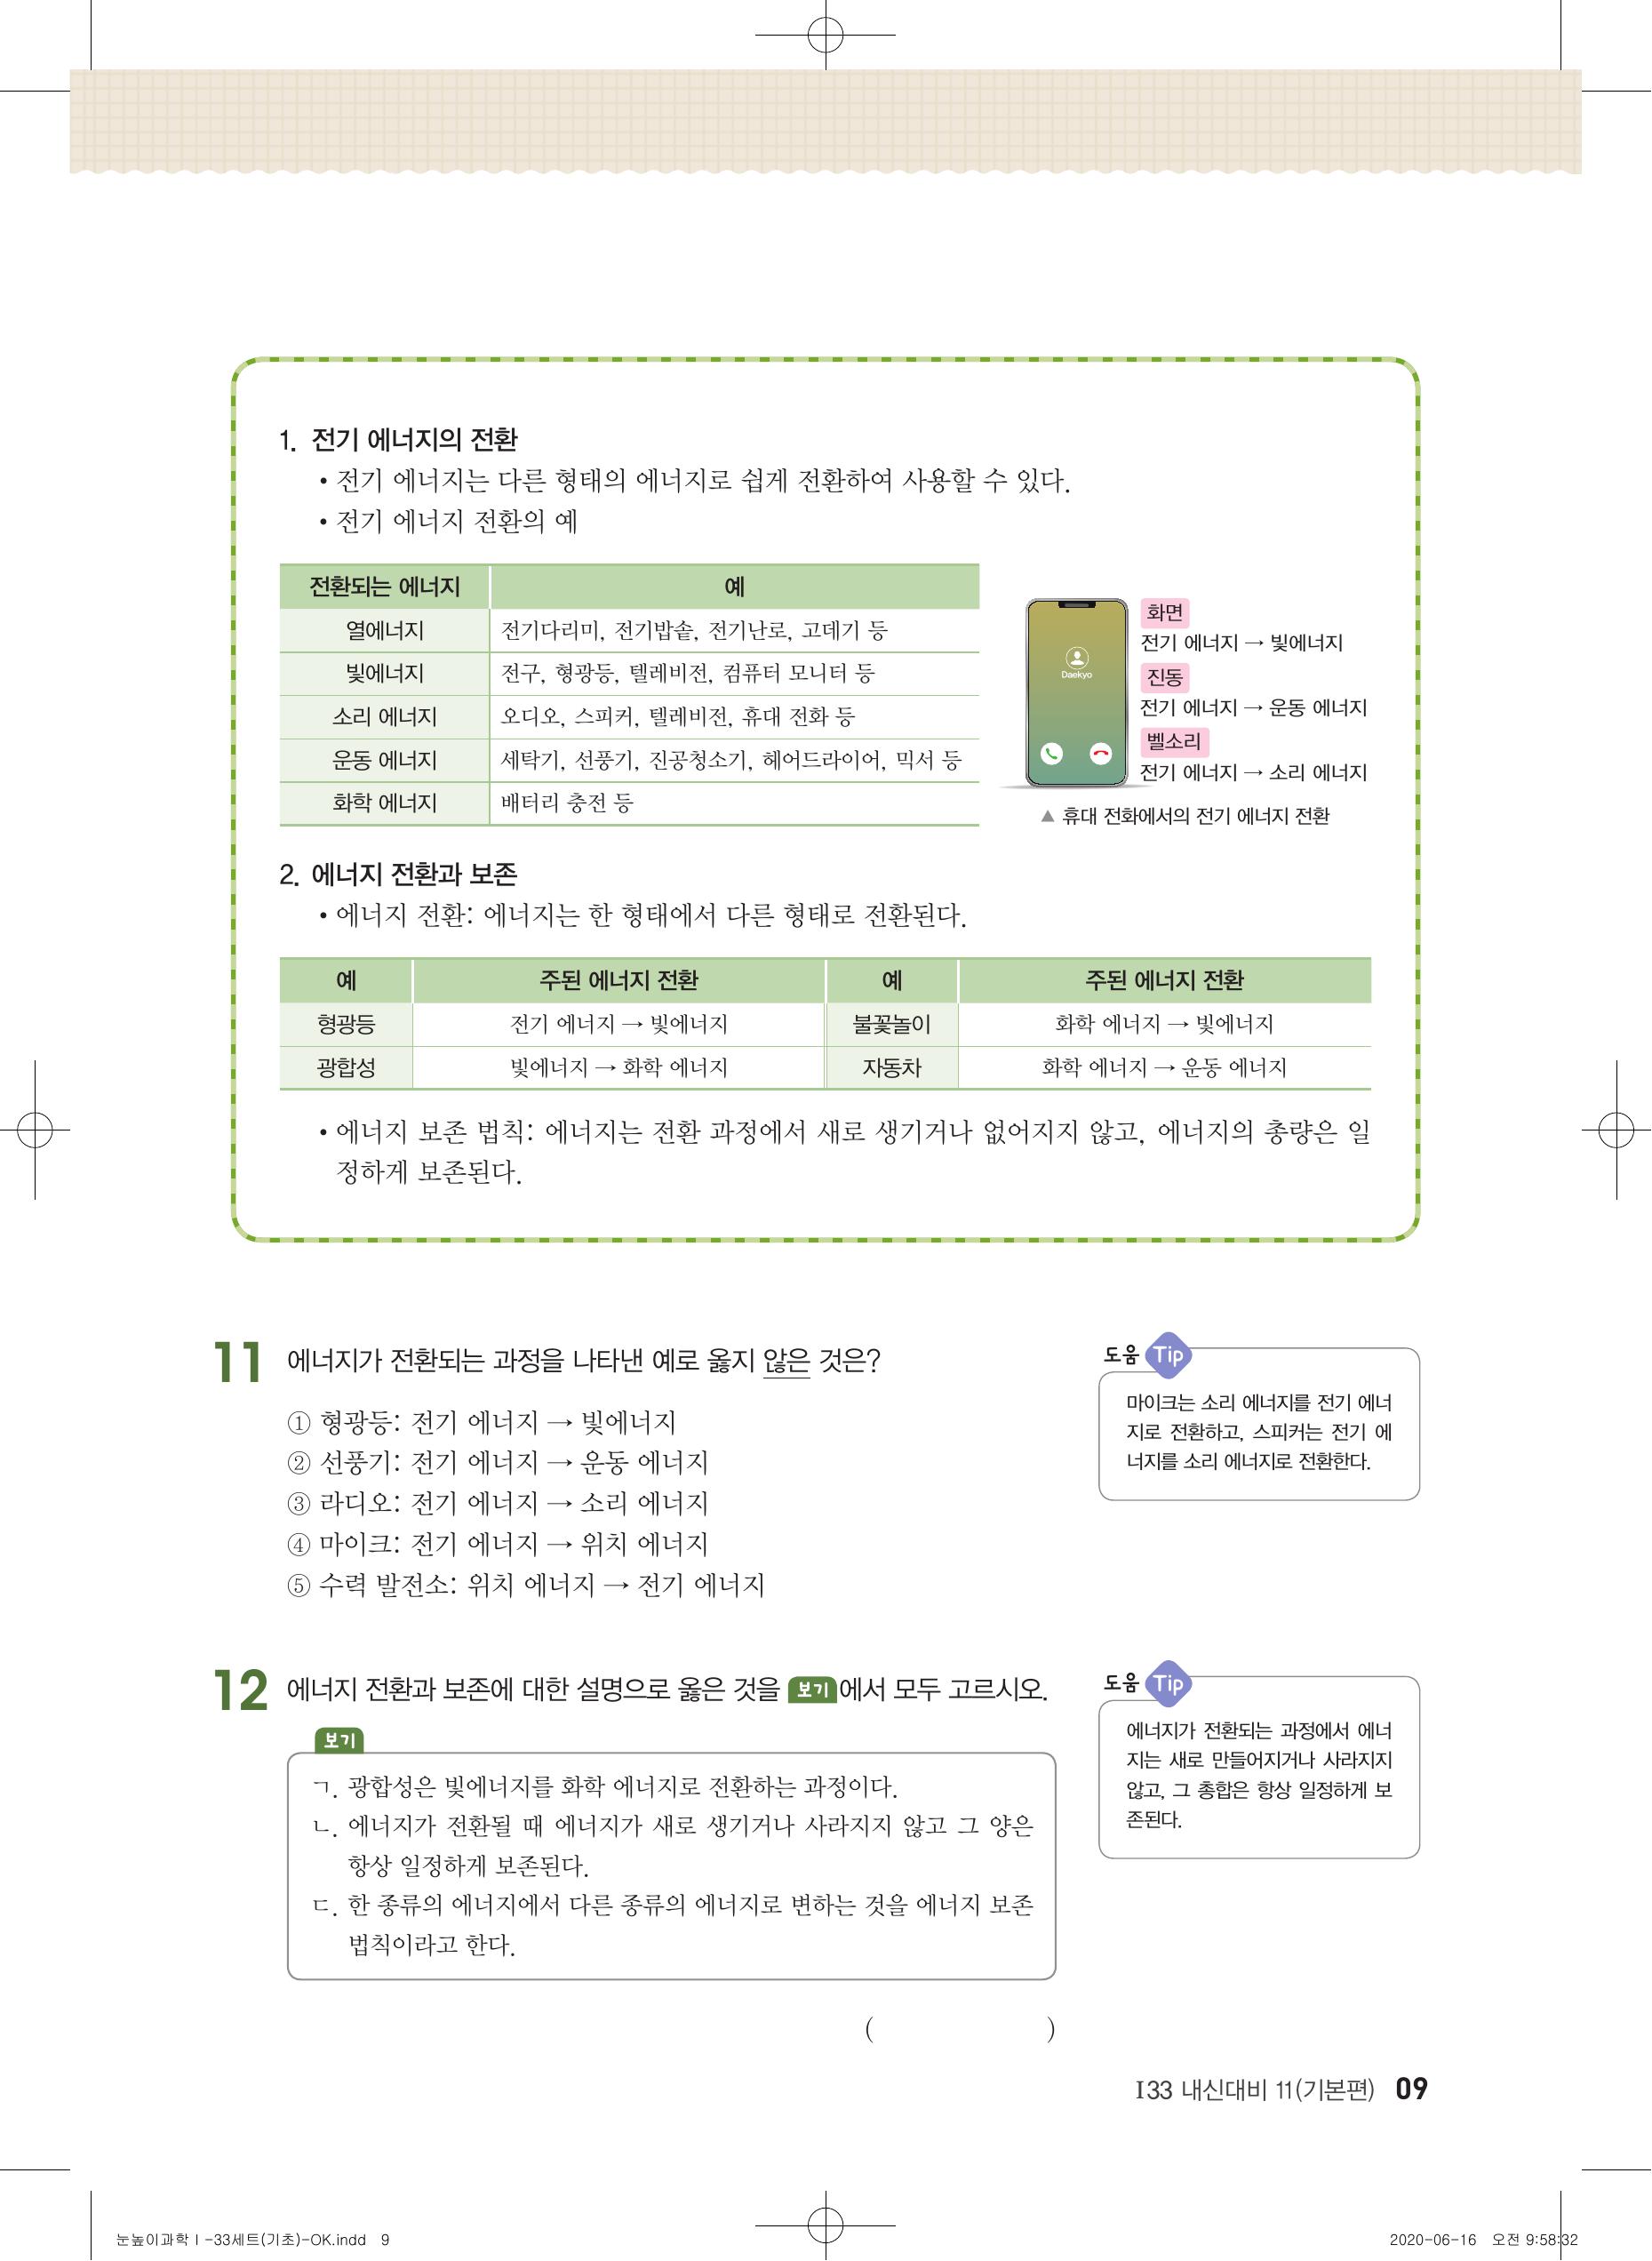 1. 전기 에너지의 전환
• 전기 에너지는 다른 형태의 에너지로 쉽게 전환하여 사용할 수 있다.
• 전기 에너지 전환의 예
전환되는 에너지 예
열에너지 전기다리미, 전기밥솥, 전기난로, 고데기 등
빛에너지 전구, 형광등, 텔레비전, 컴퓨터 모니터 등
소리 에너지 오디오, 스피커, 텔레비전, 휴대 전화 등
운동 에너지 세탁기, 선풍기, 진공청소기, 헤어드라이어, 믹서 등
화학 에너지 배터리 충전 등
Daekyo
화면
전기 에너지 → 빛에너지
진동
전기 에너지 → 운동 에너지
벨소리
전기 에너지 → 소리 에너지
▲ 휴대 전화에서의 전기 에너지 전환
2. 에너지 전환과 보존
• 에너지 전환: 에너지는 한 형태에서 다른 형태로 전환된다.
예 주된 에너지 전환 예 주된 에너지 전환
형광등 전기 에너지 → 빛에너지 불꽃놀이 화학 에너지 → 빛에너지
광합성 빛에너지 → 화학 에너지 자동차 화학 에너지 → 운동 에너지
• 에너지 보존 법칙: 에너지는 전환 과정에서 새로 생기거나 없어지지 않고, 에너지의 총량은 일
정하게 보존된다.
11 에너지가 전환되는 과정을 나타낸 예로 옳지 않은 것은?
① 형광등: 전기 에너지 → 빛에너지
② 선풍기: 전기 에너지 → 운동 에너지
③ 라디오: 전기 에너지 → 소리 에너지
④ 마이크: 전기 에너지 → 위치 에너지
⑤ 수력 발전소: 위치 에너지 → 전기 에너지
도움 Tip
마이크는 소리 에너지를 전기 에너
지로 전환하고, 스피커는 전기 에
너지를 소리 에너지로 전환한다.
12 에너지 전환과 보존에 대한 설명으로 옳은 것을 보기에서 모두 고르시오.
보기
ㄱ. 광합성은 빛에너지를 화학 에너지로 전환하는 과정이다.
ㄴ. 에너지가 전환될 때 에너지가 새로 생기거나 사라지지 않고 그 양은
항상 일정하게 보존된다.
ㄷ. 한 종류의 에너지에서 다른 종류의 에너지로 변하는 것을 에너지 보존
법칙이라고 한다.
( )
도움 Tip
에너지가 전환되는 과정에서 에너
지는 새로 만들어지거나 사라지지
않고, 그 총합은 항상 일정하게 보
존된다.
I33 내신대비 11(기본편) 09
눈높이과학 I -33세트(기초)-OK.indd 9
2020-06-16 오전 9:58:32